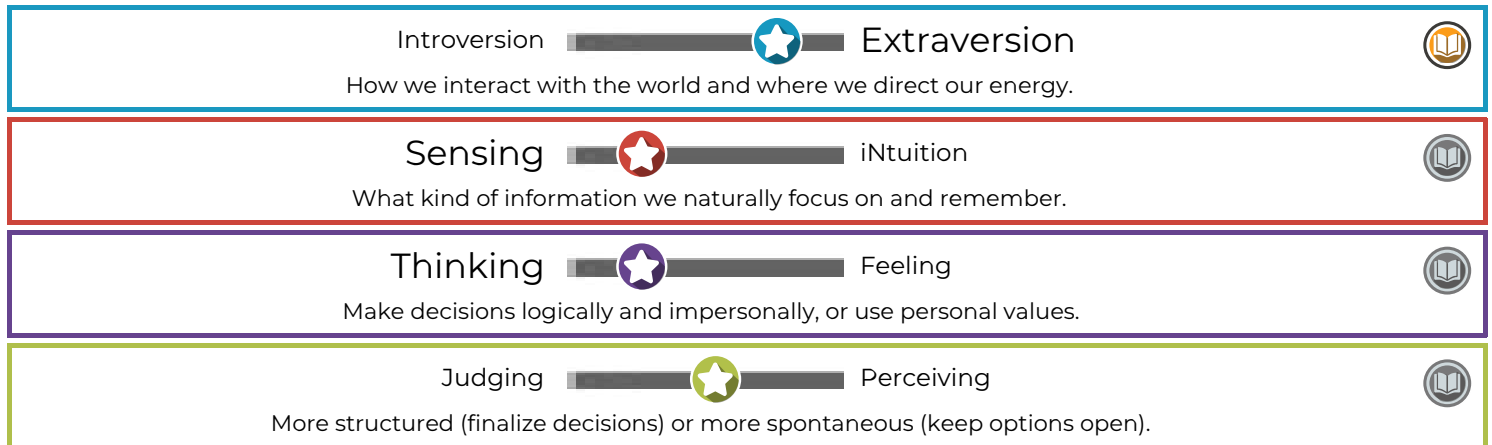 Introversion Extraversion
How we interact with the world and where we direct our energy.
Sensing iNtuition
What kind of information we naturally focus on and remember.
Thinking Feeling
Make decisions logically and impersonally, or use personal values.
Judging Perceiving
More structured (finalize decisions) or more spontaneous (keep options open).